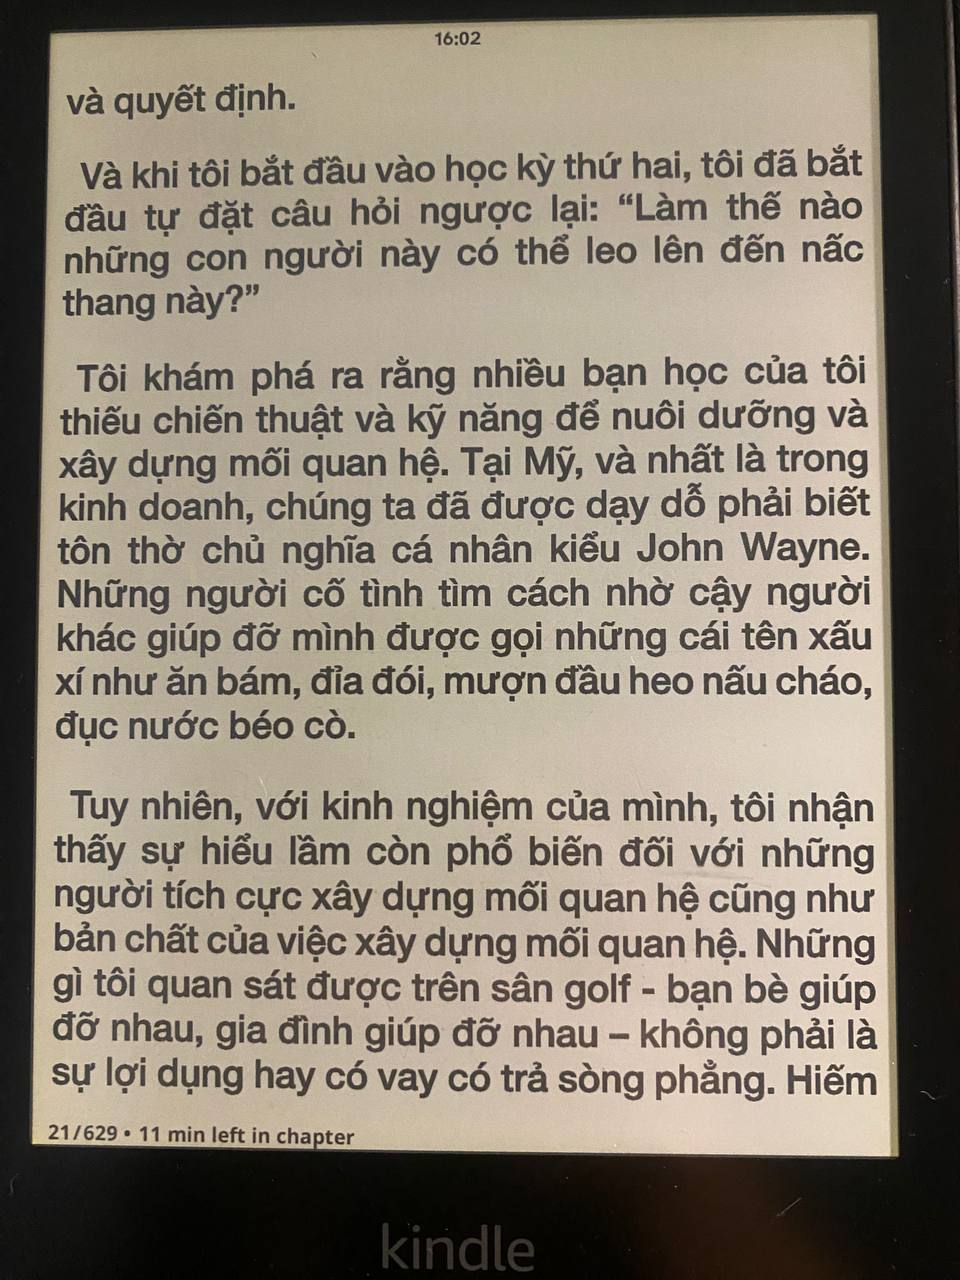 16:02
và quyết định.
Và khi tôi bắt đầu vào học kỳ thứ hai, tôi đã bắt
đầu tự đặt câu hỏi ngược lại: “Làm thế nào
những con người này có thể leo lên đến nấc
thang này?”
Tôi khám phá ra rằng nhiều bạn học của tôi
thiếu chiến thuật và kỹ năng để nuôi dưỡng và
xây dựng mối quan hệ. Tại Mỹ, và nhất là trong
kinh doanh, chúng ta đã được dạy dỗ phải biết
tôn thờ chủ nghĩa cá nhân kiểu John Wayne.
Những người cố tình tìm cách nhờ cậy người
khác giúp đỡ mình được gọi những cái tên xấu
xí như ăn bám, đỉa đói, mượn đầu heo nấu cháo,
đục nước béo cò.
Tuy nhiên, với kinh nghiệm của mình, tôi nhận
thấy sự hiểu lầm còn phổ biến đối với những
người tích cực xây dựng mối quan hệ cũng như
bản chất của việc xây dựng mối quan hệ. Những
gì tôi quan sát được trên sân golf - bạn bè giúp
đỡ nhau, gia đình giúp đỡ nhau – không phải là
sự lợi dụng hay có vay có trả sòng phẳng. Hiếm
21/629 • 11 min left in chapter
kindle